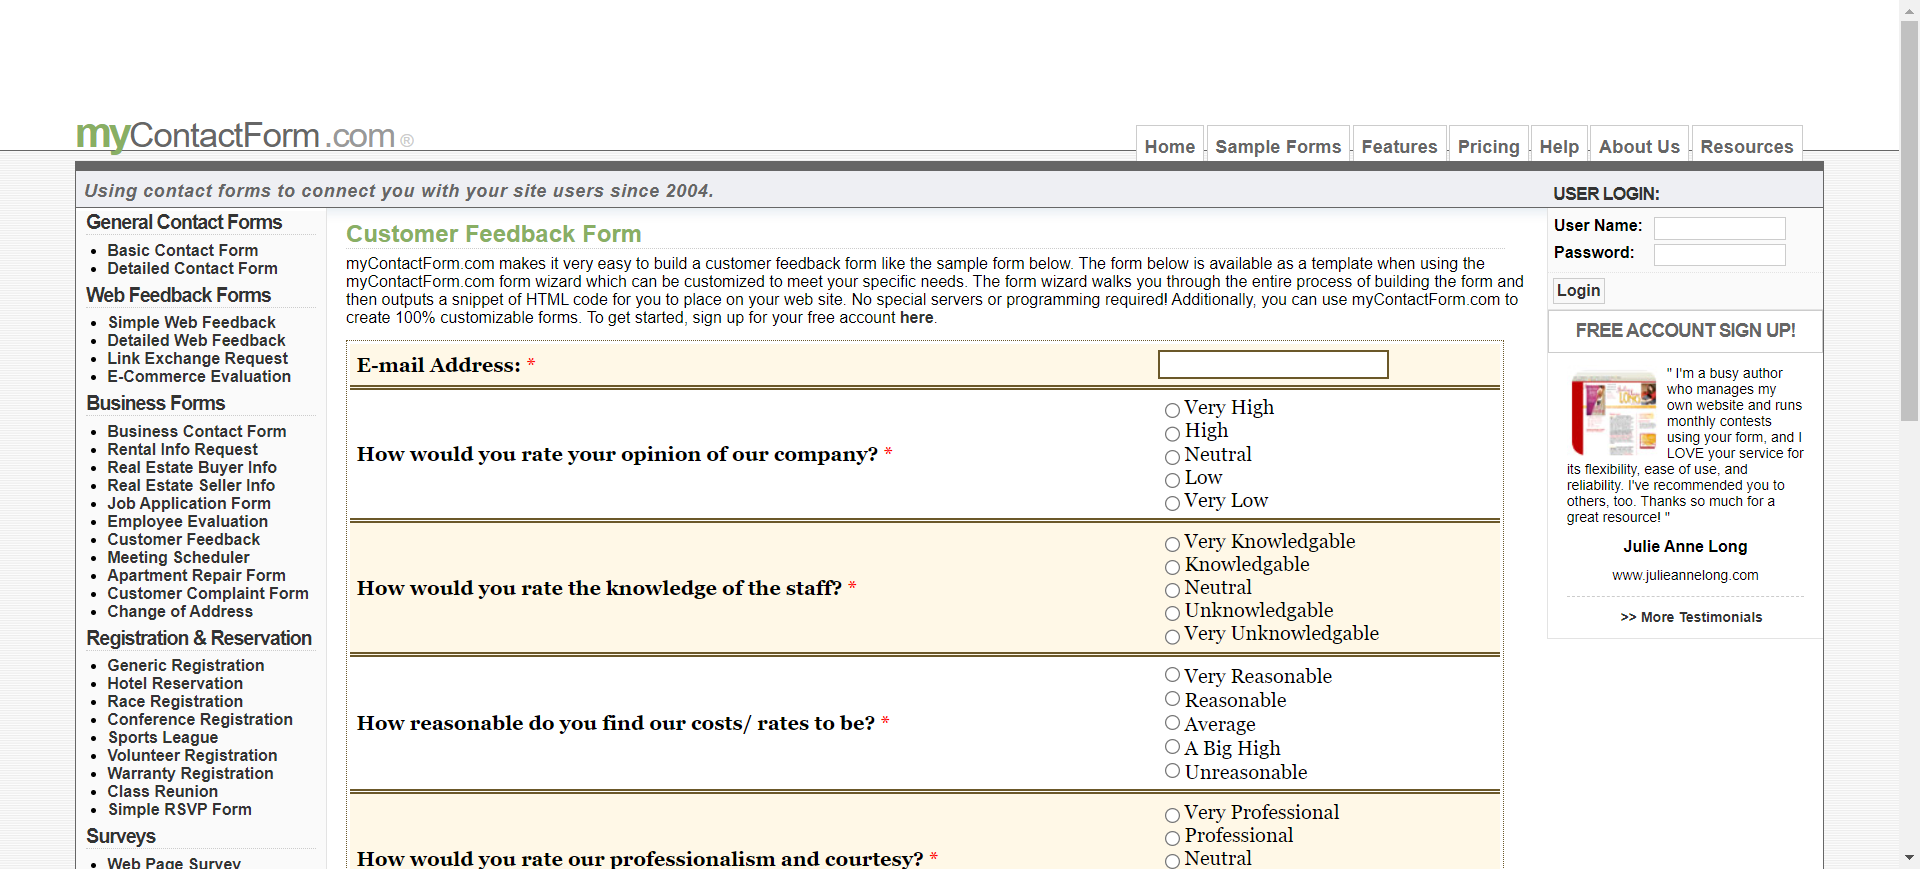 myContactForm.com®
Home
Sample Forms
Features
Pricing
Help
About Us
Resources
Using contact forms to connect you with your site users since 2004.
USER LOGIN:
General Contact Forms
Basic Contact Form
Detailed Contact Form
Web Feedback Forms
Simple Web Feedback
Detailed Web Feedback
Link Exchange Request
E-Commerce Evaluation
Business Forms
Business Contact Form
Rental Info Request
Real Estate Buyer Info
Real Estate Seller Info
Job Application Form
Employee Evaluation
Customer Feedback
Meeting Scheduler
Apartment Repair Form
Customer Complaint Form
Change of Address
Registration & Reservation
Generic Registration
Hotel Reservation
Race Registration
Conference Registration
Sports League
Volunteer Registration
Warranty Registration
Class Reunion
Simple RSVP Form
Surveys
Web Page Survey
Customer Feedback Form
myContactForm.com makes it very easy to build a customer feedback form like the sample form below. The form below is available as a template when using the
myContactForm.com form wizard which can be customized to meet your specific needs. The form wizard walks you through the entire process of building the form and
then outputs a snippet of HTML code for you to place on your web site. No special servers or programming required! Additionally, you can use myContactForm.com to
create 100% customizable forms. To get started, sign up for your free account here.
E-mail Address: *
How would you rate your opinion of our company? *
Very High
High
Neutral
Low
Very Low
How would you rate the knowledge of the staff? *
Very Knowledgable
Knowledgable
Neutral
Unknowledgable
Very Unknowledgable
How reasonable do you find our costs/ rates to be? *
Very Reasonable
Reasonable
Average
A Big High
Unreasonable
How would you rate our professionalism and courtesy? *
Very Professional
Professional
Neutral
User Name:
Password:
Login
FREE ACCOUNT SIGN UP!
" I'm a busy author
who manages my
own website and runs
monthly contests
using your form, and I
LOVE your service for
its flexibility, ease of use, and
reliability. I've recommended you to
others, too. Thanks so much for a
great resource! "
Julie Anne Long
www.julieannelong.com
>> More Testimonials